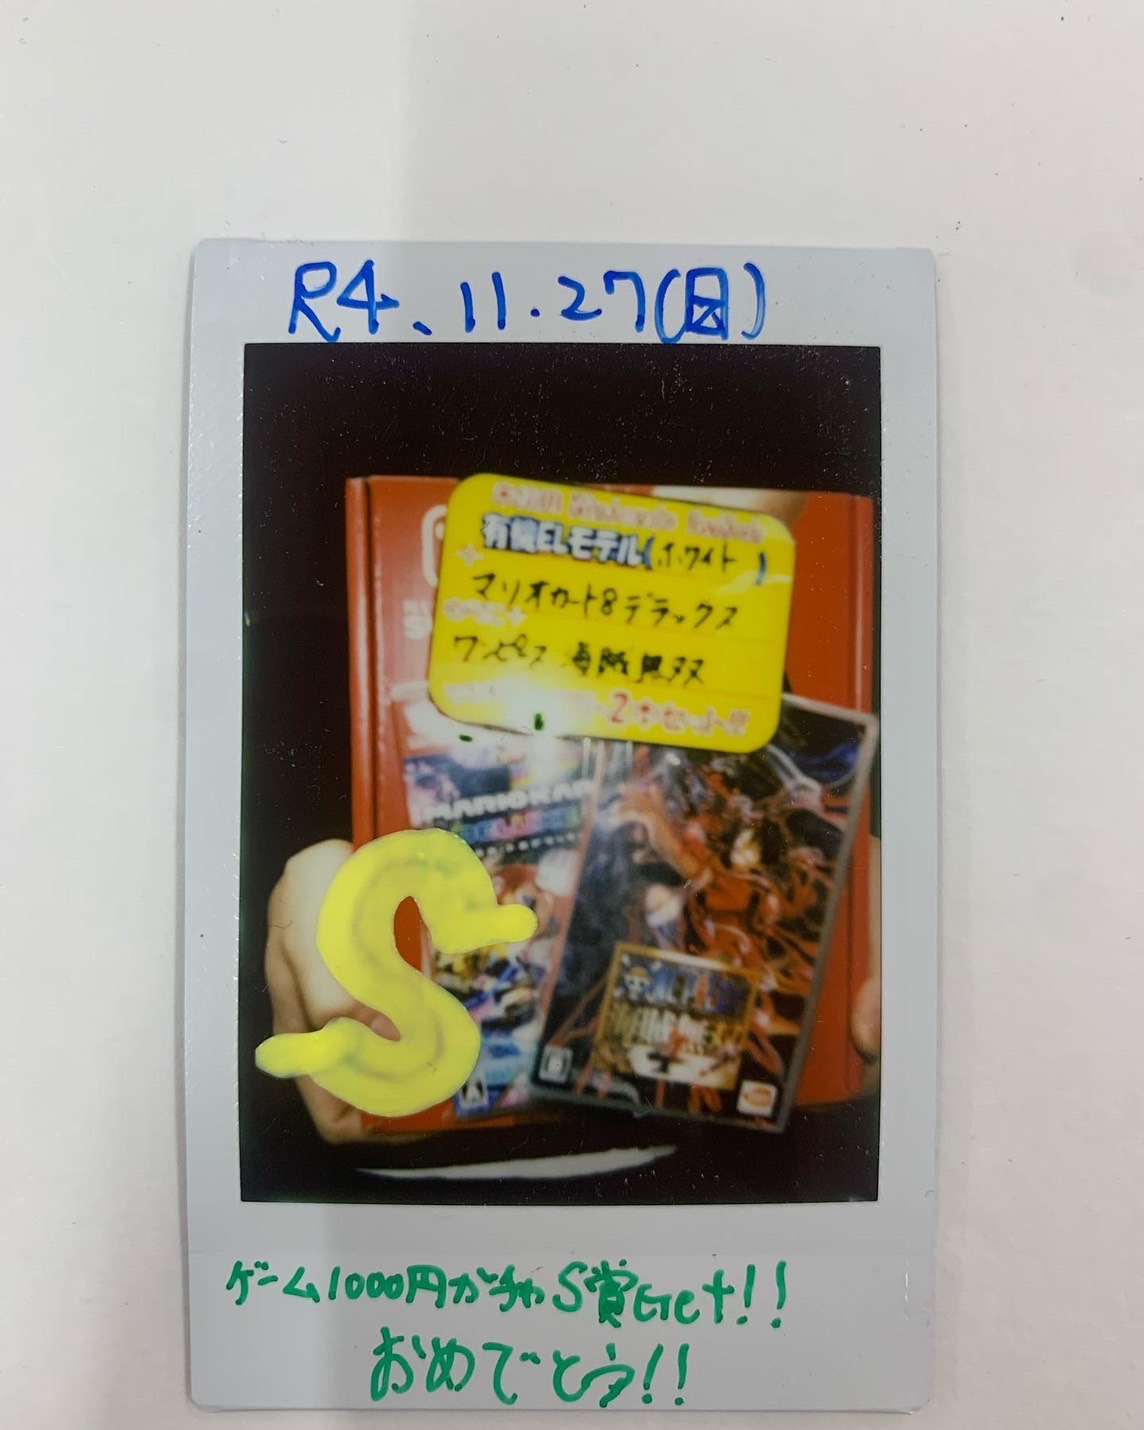 R4、11.27(日)
有機ELモデル(ホワイト)
マリオカート8デラックス
ワンピース 海賊無双
2本セット!!
MARIOKAR
S
ゲーム1000円ガチャS賞Get!!
おめでとう!!